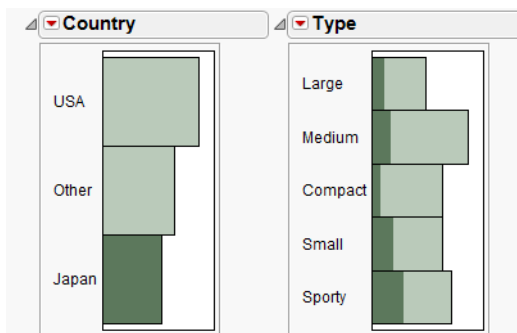 Country
USA
Other
Japan
Type
Large
Medium
Compact
Small
Sporty